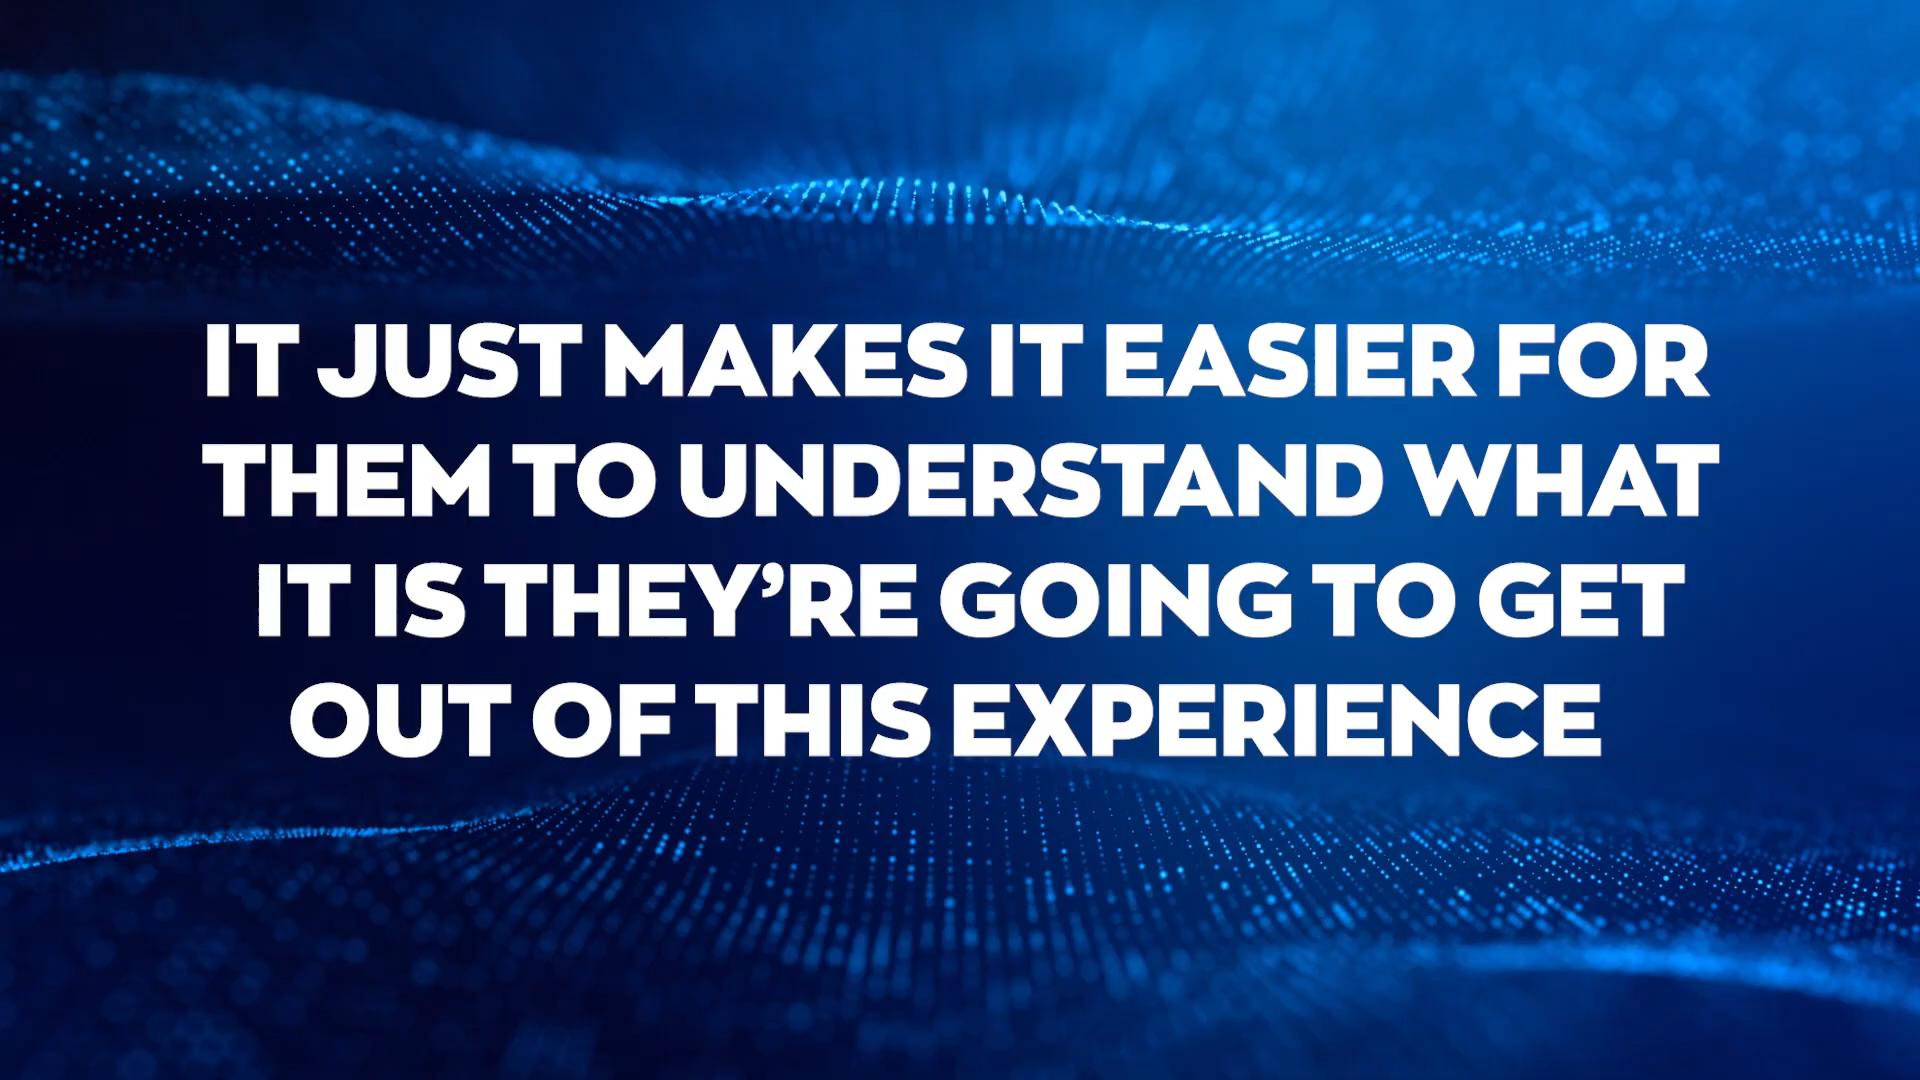 IT JUST MAKES IT EASIER FOR
THEM TO UNDERSTAND WHAT
IT IS THEY’RE GOING TO GET
OUT OF THIS EXPERIENCE